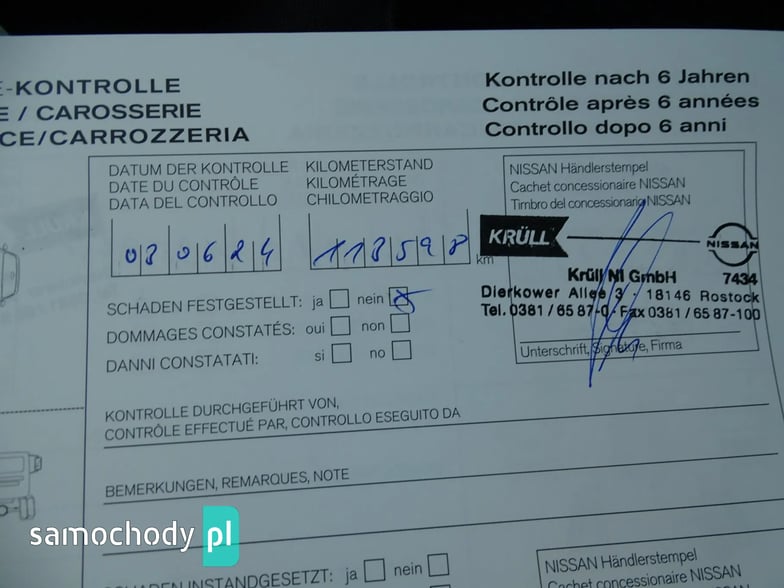 E-KONTROLLE
E / CAROSSERIE
CE/CARROZZERIA
Kontrolle nach 6 Jahren
Contrôle après 6 années
Controllo dopo 6 anni
DATUM DER KONTROLLE
DATE DU CONTRÔLE
DATA DEL CONTROLLO
KILOMETERSTAND
KILOMÉTRAGE
CHILOMETRAGGIO
NISSAN Händlerstempel
Cachet concessionaire NISSAN
Timbro del concessionario NISSAN
030624
113598
km
KRÜLL
NISSAN
Krüll NI GmbH 7434
Dierkower Allee 3 · 18146 Rostock
Tel. 0381 / 65 87-0 · Fax 0381 / 65 87-100
Unterschrift, Signature, Firma
SCHADEN FESTGESTELLT: ja nein
DOMMAGES CONSTATÉS: oui non
DANNI CONSTATATI: si no
KONTROLLE DURCHGEFÜHRT VON,
CONTRÔLE EFFECTUÉ PAR, CONTROLLO ESEGUITO DA
BEMERKUNGEN, REMARQUES, NOTE
SCHADEN INSTANDGESETZT: ja nein
NISSAN Händlerstempel
Cachet concessionaire NISSAN
samochody pl